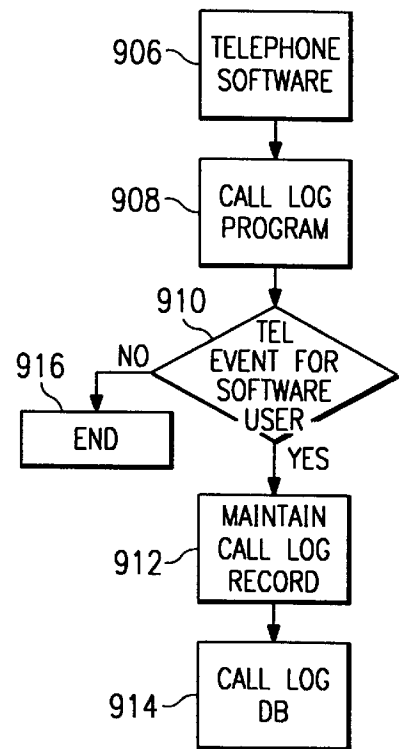 906
TELEPHONE
SOFTWARE
908
CALL LOG
PROGRAM
910
TEL
EVENT FOR
SOFTWARE
USER
NO
916
END
YES
912
MAINTAIN
CALL LOG
RECORD
914
CALL LOG
DB